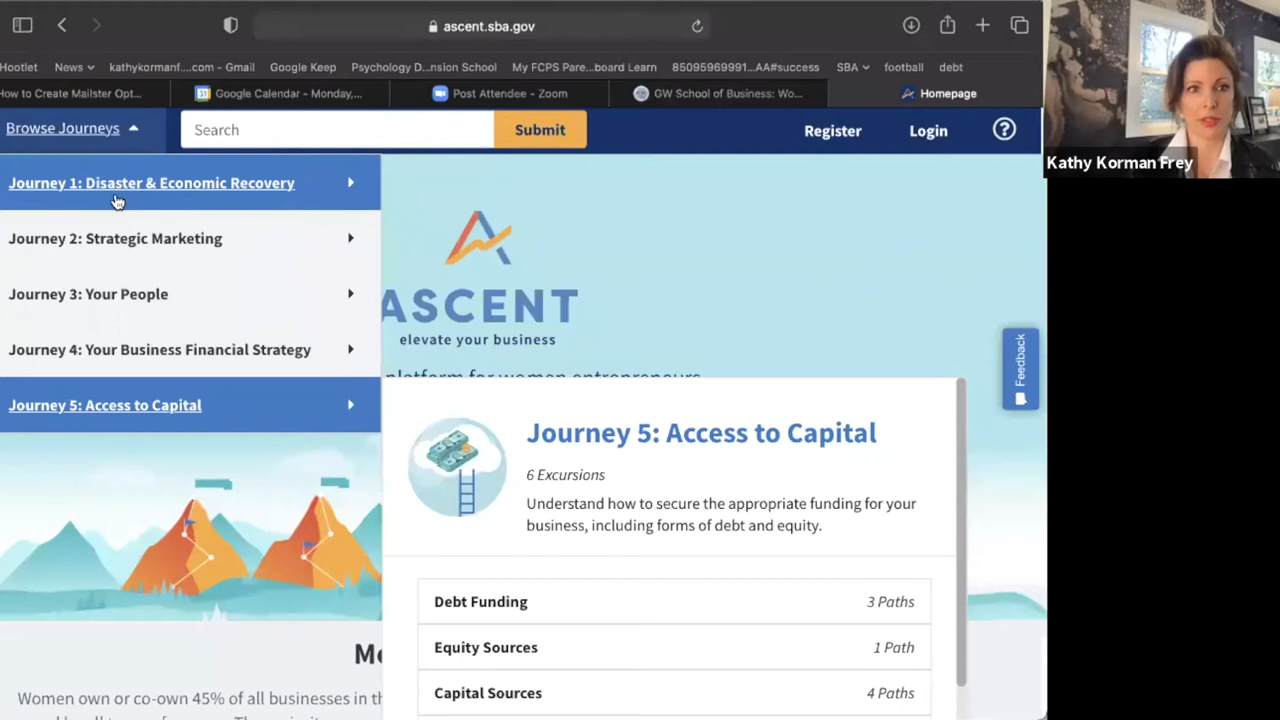 ascent.sba.gov
Hootlet News kathykormanf....com - Gmail Google Keep Psychology D...nsion School My FCPS Pare...board Learn 85095969991...AA#success SBA football debt
How to Create Mailster Opt... Google Calendar - Monday,... Post Attendee - Zoom GW School of Business: Wo... Homepage
Browse Journeys Search Submit Register Login
Kathy Korman Frey
Journey 1: Disaster & Economic Recovery
Journey 2: Strategic Marketing
Journey 3: Your People
Journey 4: Your Business Financial Strategy
Journey 5: Access to Capital
ASCENT
elevate your business
platform for women entrepreneurs
Feedback
Journey 5: Access to Capital
6 Excursions
Understand how to secure the appropriate funding for your
business, including forms of debt and equity.
Debt Funding 3 Paths
Equity Sources 1 Path
Capital Sources 4 Paths
Women own or co-own 45% of all businesses in th